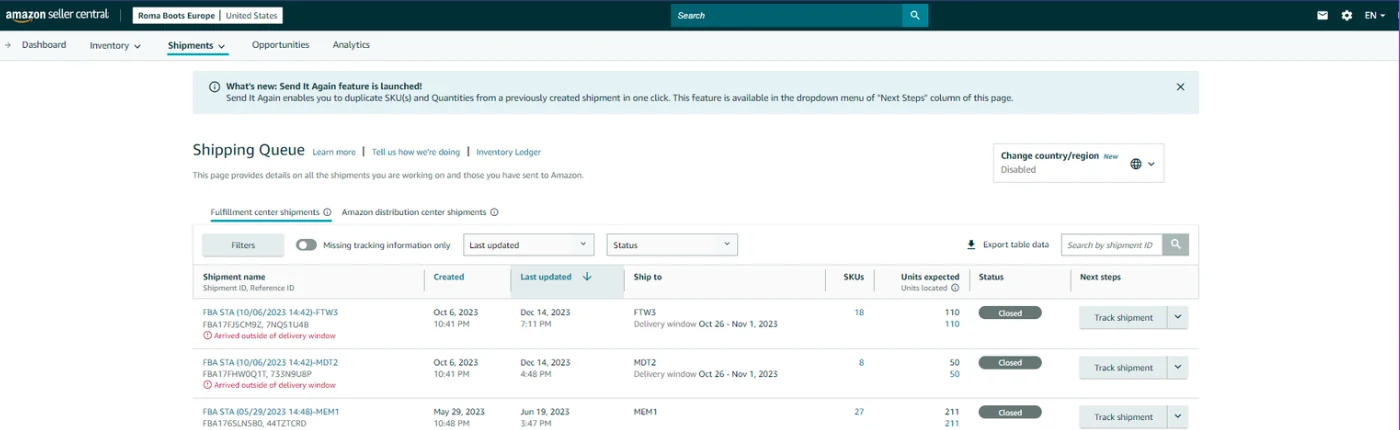 amazon seller central
Roma Boots Europe | United States
Search
EN
Dashboard
Inventory
Shipments
Opportunities
Analytics
What's new: Send It Again feature is launched!
Send It Again enables you to duplicate SKU(s) and Quantities from a previously created shipment in one click. This feature is available in the dropdown menu of "Next Steps" column of this page.
Shipping Queue Learn more | Tell us how we're doing | Inventory Ledger
This page provides details on all the shipments you are working on and those you have sent to Amazon.
Change country/region New
Disabled
Fulfillment center shipments
Amazon distribution center shipments
Filters
Missing tracking information only
Last updated
Status
Export table data
Search by shipment ID
Shipment name
Shipment ID, Reference ID
Created
Last updated
Ship to
SKUs
Units expected
Units located
Status
Next steps
FBA STA (10/06/2023 14:42)-FTW3
FBA17FJ5CM9Z, 7NQ51U4B
Arrived outside of delivery window
Oct 6, 2023
10:41 PM
Dec 14, 2023
7:11 PM
FTW3
Delivery window Oct 26 - Nov 1, 2023
18
110
110
Closed
Track shipment
FBA STA (10/06/2023 14:42)-MDT2
FBA17FHW0Q1T, 733N9U8P
Arrived outside of delivery window
Oct 6, 2023
10:41 PM
Dec 14, 2023
4:48 PM
MDT2
Delivery window Oct 26 - Nov 1, 2023
8
50
50
Closed
Track shipment
FBA STA (05/29/2023 14:48)-MEM1
FBA176SLN5B0, 44TZTCRD
May 29, 2023
10:48 PM
Jun 19, 2023
3:47 PM
MEM1
27
211
211
Closed
Track shipment